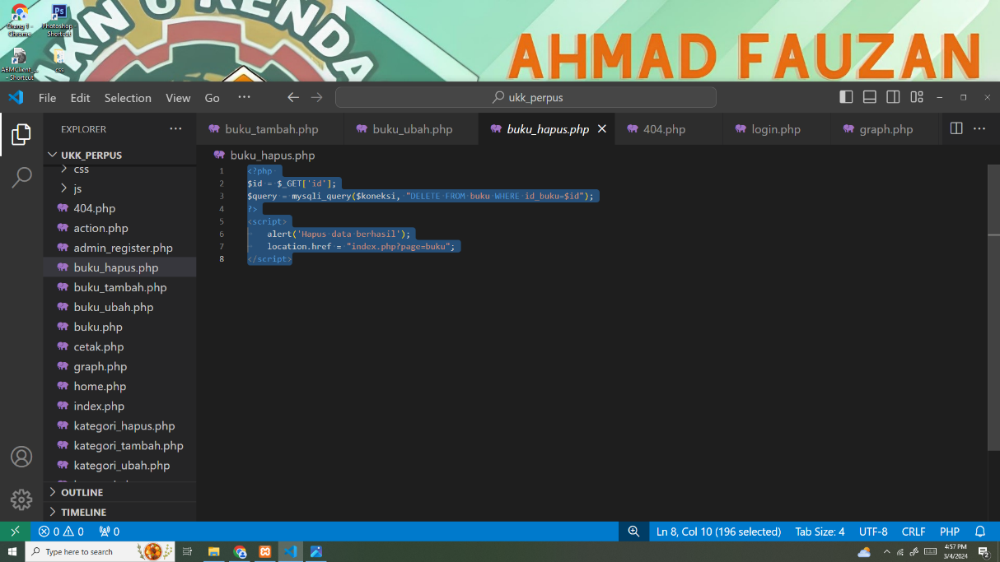 Orang 1 -
Chrome
Photoshop -
Shortcut
- Shortcut
css
RENDA
AHMAD FAUZAN
File Edit Selection View Go ···
ukk_perpus
EXPLORER ···
buku_tambah.php
buku_ubah.php
buku_hapus.php
404.php
login.php
graph.php
UKK_PERPUS
css
js
404.php
action.php
admin_register.php
buku_hapus.php
buku_tambah.php
buku_ubah.php
buku.php
cetak.php
graph.php
home.php
index.php
kategori_hapus.php
kategori_tambah.php
kategori_ubah.php
OUTLINE
TIMELINE
buku_hapus.php
1 <?php
2 $id = $_GET['id'];
3 $query = mysqli_query($koneksi, "DELETE FROM buku WHERE id_buku=$id");
4 ?>
5 <script>
6 alert('Hapus data berhasil');
7 location.href = "index.php?page=buku";
8 </script>
0 0 0
Ln 8, Col 10 (196 selected) Tab Size: 4 UTF-8 CRLF PHP
Type here to search
4:57 PM
3/4/2024
2